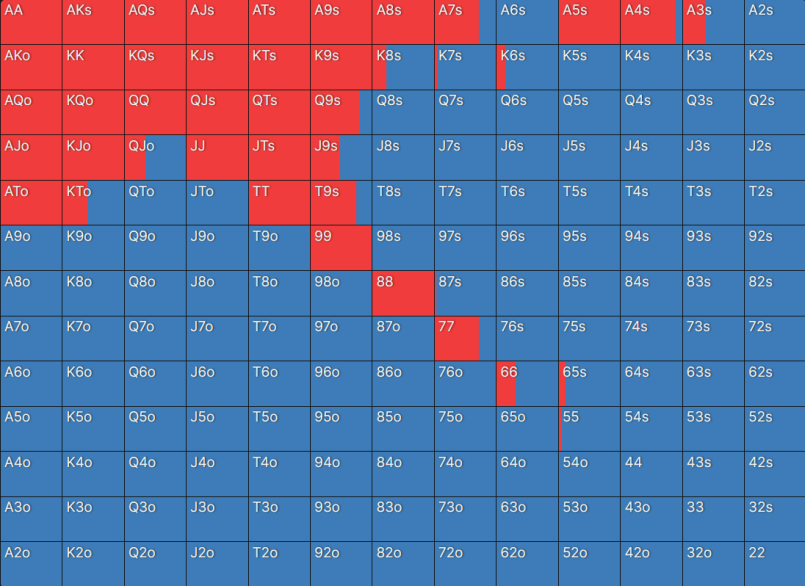 AA AKs AQs AJs ATs A9s A8s A7s A6s A5s A4s A3s A2s
AKo KK KQs KJs KTs K9s K8s K7s K6s K5s K4s K3s K2s
AQo KQo QQ QJs QTs Q9s Q8s Q7s Q6s Q5s Q4s Q3s Q2s
AJo KJo QJo JJ JTs J9s J8s J7s J6s J5s J4s J3s J2s
ATo KTo QTo JTo TT T9s T8s T7s T6s T5s T4s T3s T2s
A9o K9o Q9o J9o T9o 99 98s 97s 96s 95s 94s 93s 92s
A8o K8o Q8o J8o T8o 98o 88 87s 86s 85s 84s 83s 82s
A7o K7o Q7o J7o T7o 97o 87o 77 76s 75s 74s 73s 72s
A6o K6o Q6o J6o T6o 96o 86o 76o 66 65s 64s 63s 62s
A5o K5o Q5o J5o T5o 95o 85o 75o 65o 55 54s 53s 52s
A4o K4o Q4o J4o T4o 94o 84o 74o 64o 54o 44 43s 42s
A3o K3o Q3o J3o T3o 93o 83o 73o 63o 53o 43o 33 32s
A2o K2o Q2o J2o T2o 92o 82o 72o 62o 52o 42o 32o 22